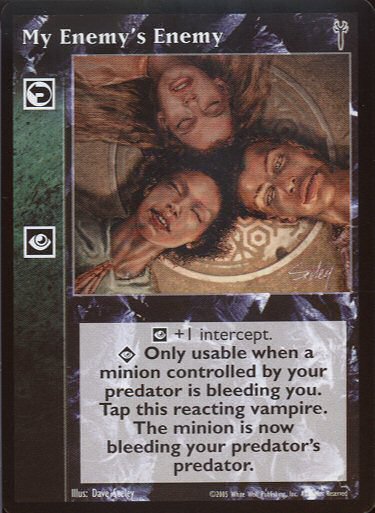 My Enemy's Enemy
Seeley
+1 intercept.
Only usable when a
minion controlled by your
predator is bleeding you.
Tap this reacting vampire.
The minion is now
bleeding your predator's
predator.
Illus: Dave Seeley
©2005 White Wolf Publishing, Inc. All Rights Reserved